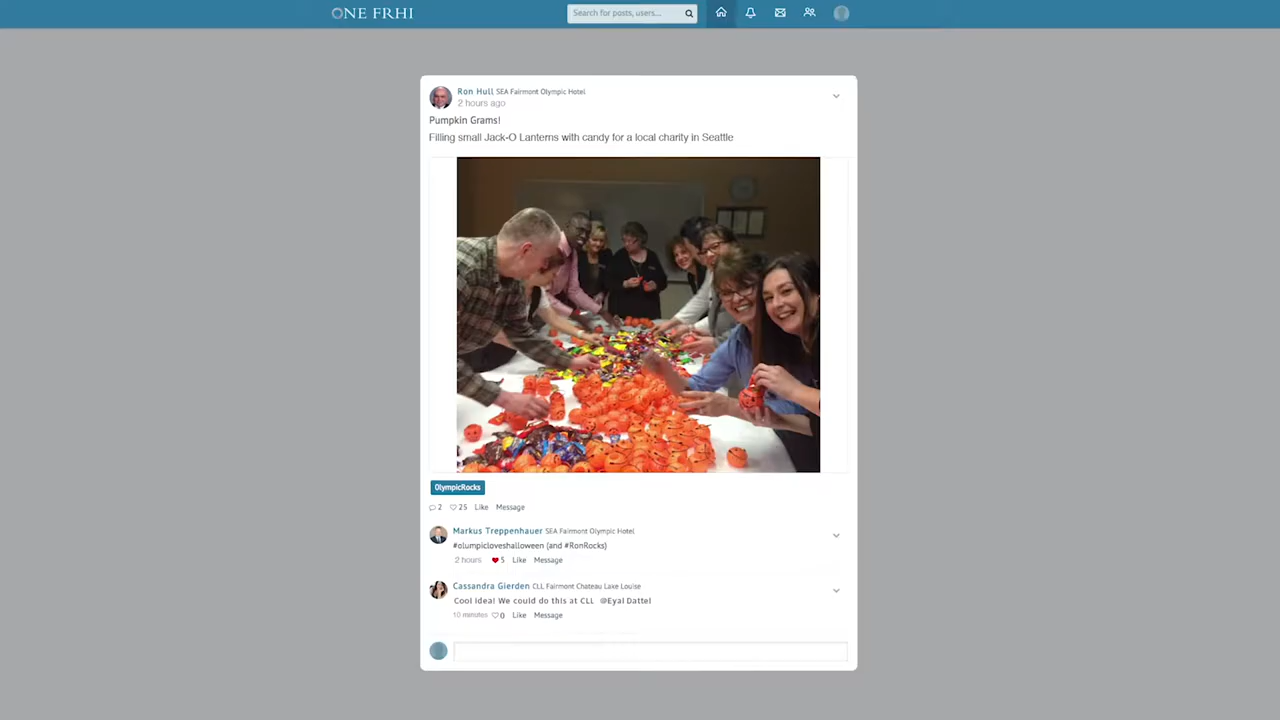 ONE FRHI
Search for posts, users...
Ron Hull SEA Fairmont Olympic Hotel
2 hours ago
Pumpkin Grams!
Filling small Jack-O Lanterns with candy for a local charity in Seattle
OlympicRocks
2 25 Like Message
Markus Treppenhauer SEA Fairmont Olympic Hotel
#olumpicloveshalloween (and #RonRocks)
2 hours 5 Like Message
Cassandra Gierden CLL Fairmont Chateau Lake Louise
Cool idea! We could do this at CLL @Eyal Dattel
10 minutes 0 Like Message